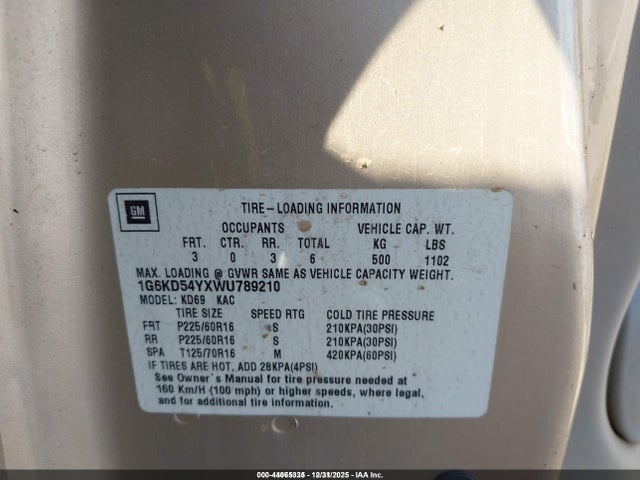 GM
TIRE-LOADING INFORMATION
OCCUPANTS VEHICLE CAP. WT.
FRT. CTR. RR. TOTAL KG LBS
3 0 3 6 500 1102
MAX. LOADING @ GVWR SAME AS VEHICLE CAPACITY WEIGHT.
1G6KD54YXWU789210
MODEL: KD69 KAC
TIRE SIZE SPEED RTG COLD TIRE PRESSURE
FRT P225/60R16 S 210KPA(30PSI)
RR P225/60R16 S 210KPA(30PSI)
SPA T125/70R16 M 420KPA(60PSI)
IF TIRES ARE HOT, ADD 28KPA(4PSI)
See Owner's Manual for tire pressure needed at
160 Km/H (100 mph) or higher speeds, where legal,
and for additional tire information.
000-44065335 - 12/31/2025 - IAA Inc.